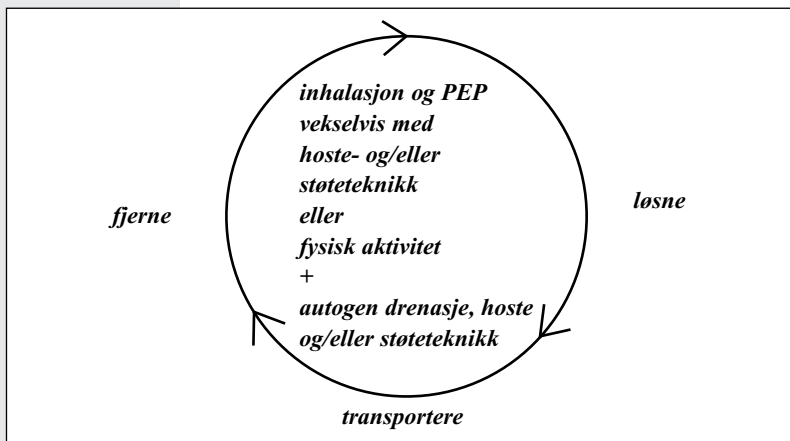 inhalasjon og PEP
vekselvis med
hoste- og/eller
støteteknikk
eller
fysisk aktivitet
+
autogen drenasje, hoste
og/eller støteteknikk
fjerne
løsne
transportere